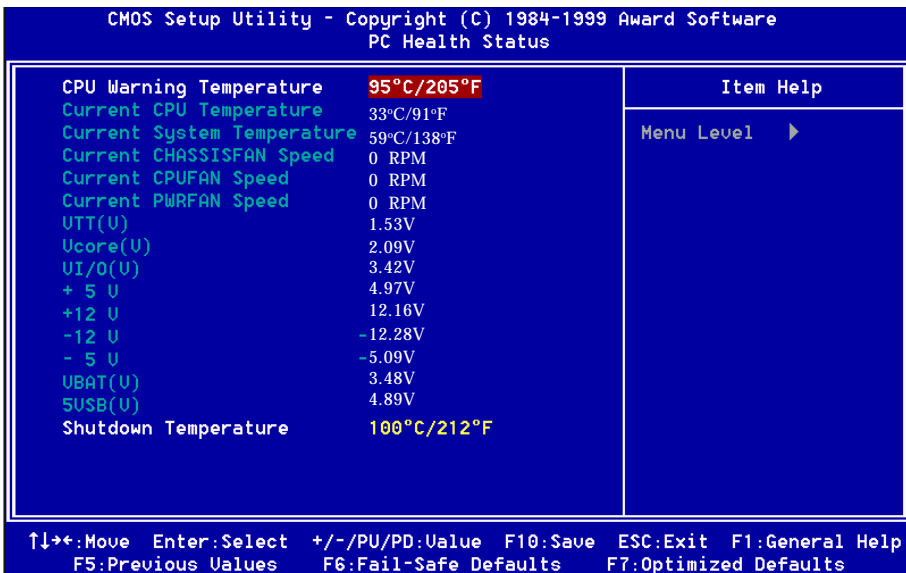 CMOS Setup Utility - Copyright (C) 1984-1999 Award Software
PC Health Status
CPU Warning Temperature 95°C/205°F
Current CPU Temperature 33°C/91°F
Current System Temperature 59°C/138°F
Current CHASSISFAN Speed 0 RPM
Current CPUFAN Speed 0 RPM
Current PWRFAN Speed 0 RPM
VTT(V) 1.53V
Vcore(V) 2.09V
VI/O(V) 3.42V
+ 5 V 4.97V
+12 V 12.16V
-12 V -12.28V
- 5 V -5.09V
VBAT(V) 3.48V
5VSB(V) 4.89V
Shutdown Temperature 100°C/212°F
Item Help
Menu Level ▶
↑↓→←:Move Enter:Select +/-/PU/PD:Value F10:Save ESC:Exit F1:General Help
F5:Previous Values F6:Fail-Safe Defaults F7:Optimized Defaults